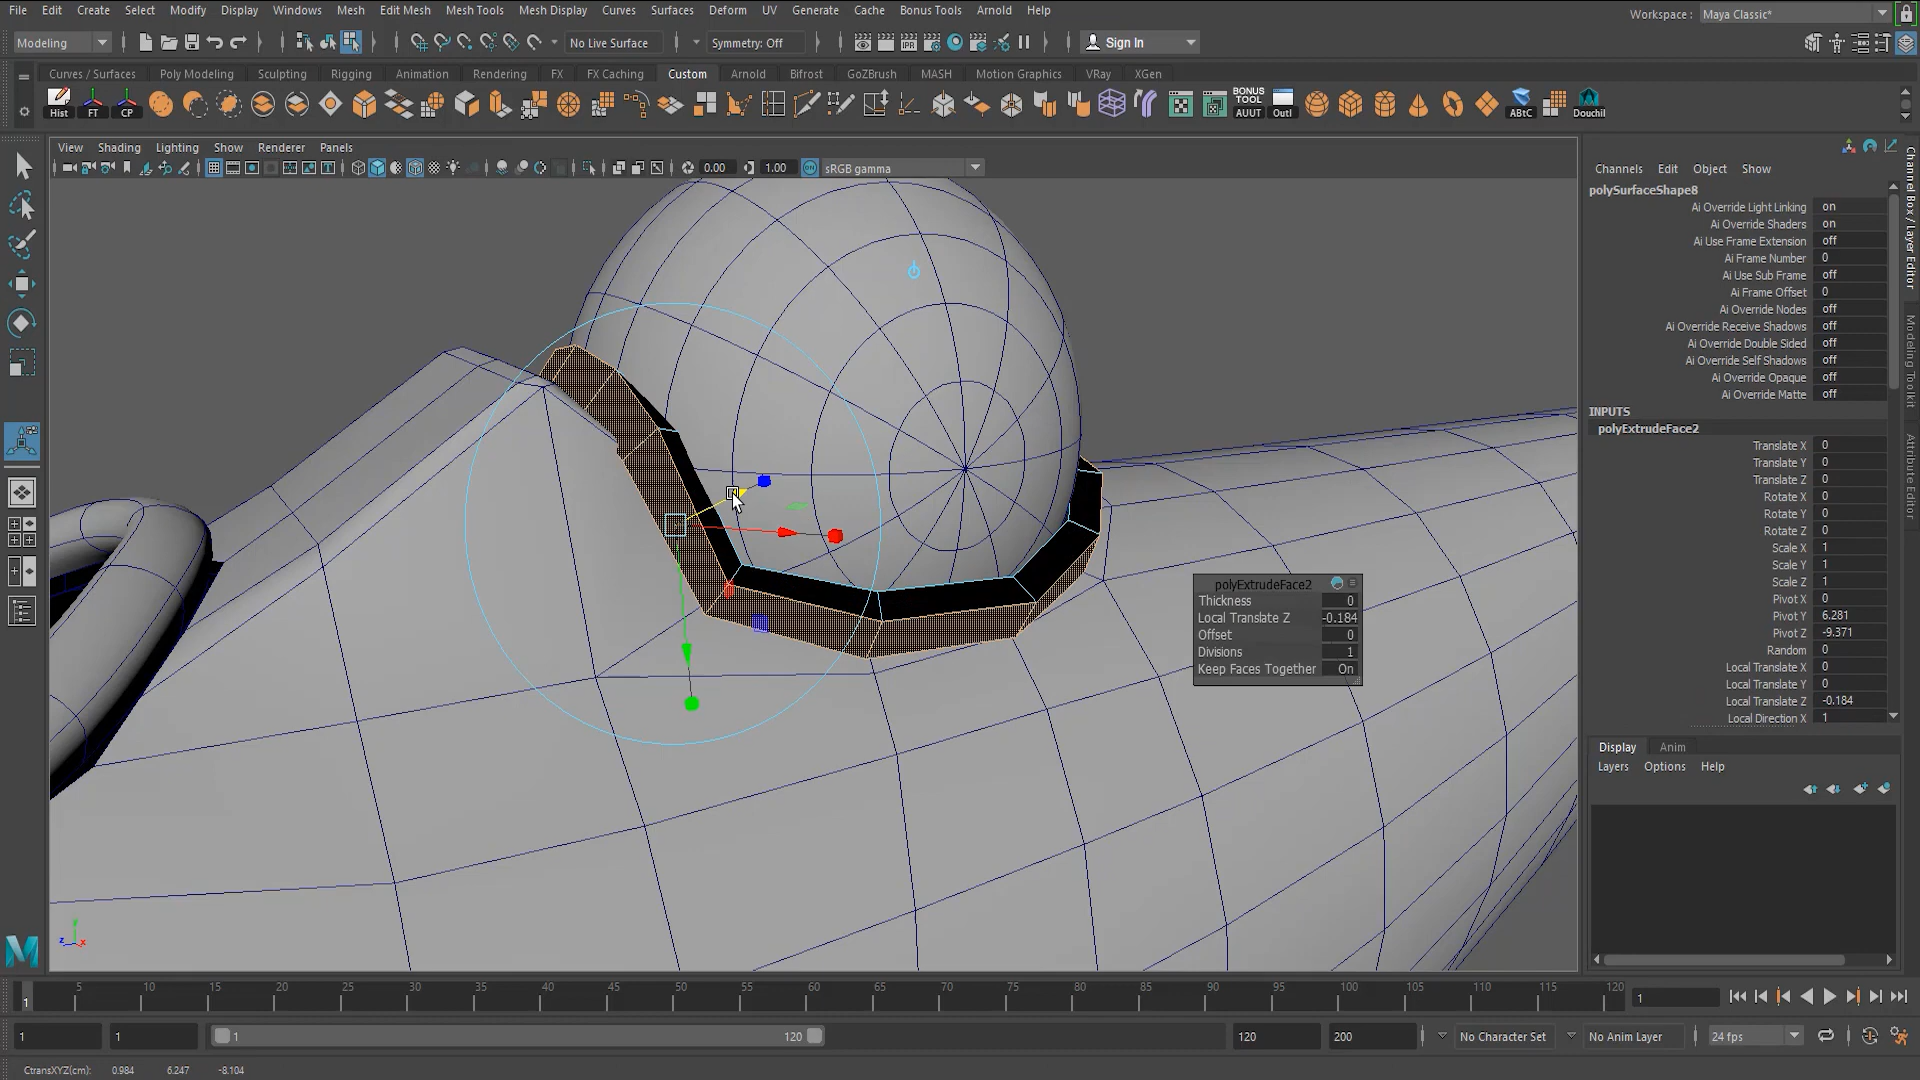 File Edit Create Select Modify Display Windows Mesh Edit Mesh Mesh Tools Mesh Display Curves Surfaces Deform UV Generate Cache Bonus Tools Arnold Help
Workspace : Maya Classic*
Modeling No Live Surface Symmetry: Off IPR Sign In
Curves / Surfaces Poly Modeling Sculpting Rigging Animation Rendering FX FX Caching Custom Arnold Bifrost GoZBrush MASH Motion Graphics VRay XGen
BONUS TOOL
Hist FT CP AUUT Outl ABtC Douchil
View Shading Lighting Show Renderer Panels
0.00 1.00 sRGB gamma
Channels Edit Object Show
polySurfaceShape8
Ai Override Light Linking on
Ai Override Shaders on
Ai Use Frame Extension off
Ai Frame Number 0
Ai Use Sub Frame off
Ai Frame Offset 0
Ai Override Nodes off
Ai Override Receive Shadows off
Ai Override Double Sided off
Ai Override Self Shadows off
Ai Override Opaque off
Ai Override Matte off
INPUTS
polyExtrudeFace2
Translate X 0
Translate Y 0
Translate Z 0
Rotate X 0
Rotate Y 0
Rotate Z 0
Scale X 1
Scale Y 1
Scale Z 1
Pivot X 0
Pivot Y 6.281
Pivot Z -9.371
Random 0
Local Translate X 0
Local Translate Y 0
Local Translate Z -0.184
Local Direction X 1
Channel Box / Layer Editor
Modeling Toolkit
Attribute Editor
polyExtrudeFace2
Thickness 0
Local Translate Z -0.184
Offset 0
Divisions 1
Keep Faces Together On
Display Anim
Layers Options Help
z x
5 10 15 20 25 30 35 40 45 50 55 60 65 70 75 80 85 90 95 100 105 110 115 120
1 1
1 1 1 120 120 200 No Character Set No Anim Layer 24 fps
CtransXYZ(cm): 0.984 6.247 -8.104